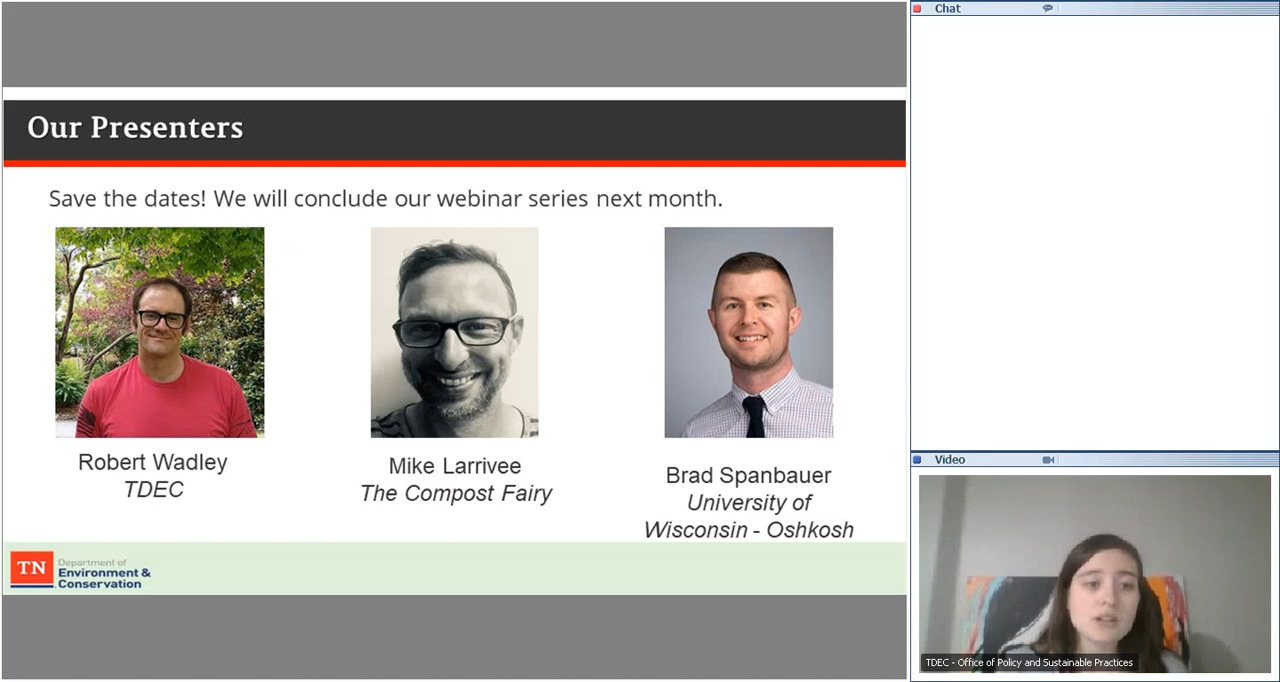 Our Presenters
Save the dates! We will conclude our webinar series next month.
Robert Wadley
TDEC
Mike Larrivee
The Compost Fairy
Brad Spanbauer
University of
Wisconsin - Oshkosh
TN
Department of
Environment &
Conservation
Chat
Video
TDEC - Office of Policy and Sustainable Practices